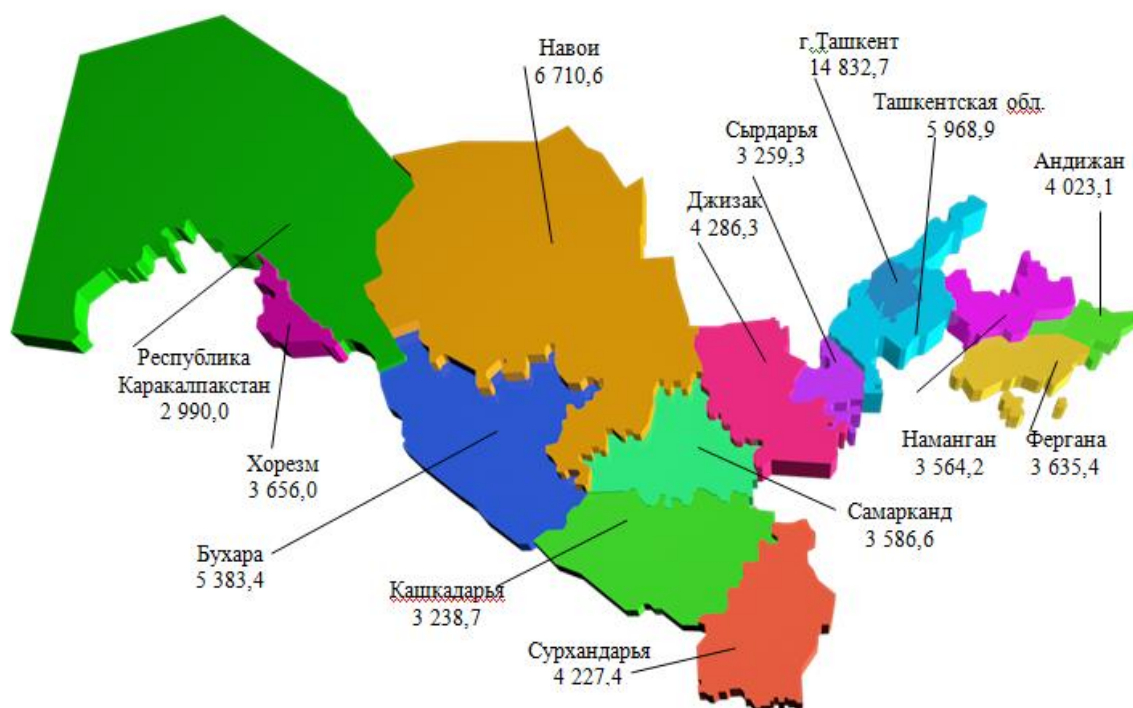 Навои
6 710,6
г.Ташкент
14 832,7
Ташкентская обл.
5 968,9
Сырдарья
3 259,3
Андижан
4 023,1
Джизак
4 286,3
Республика
Каракалпакстан
2 990,0
Хорезм
3 656,0
Наманган
3 564,2
Фергана
3 635,4
Самарканд
3 586,6
Бухара
5 383,4
Кашкадарья
3 238,7
Сурхандарья
4 227,4